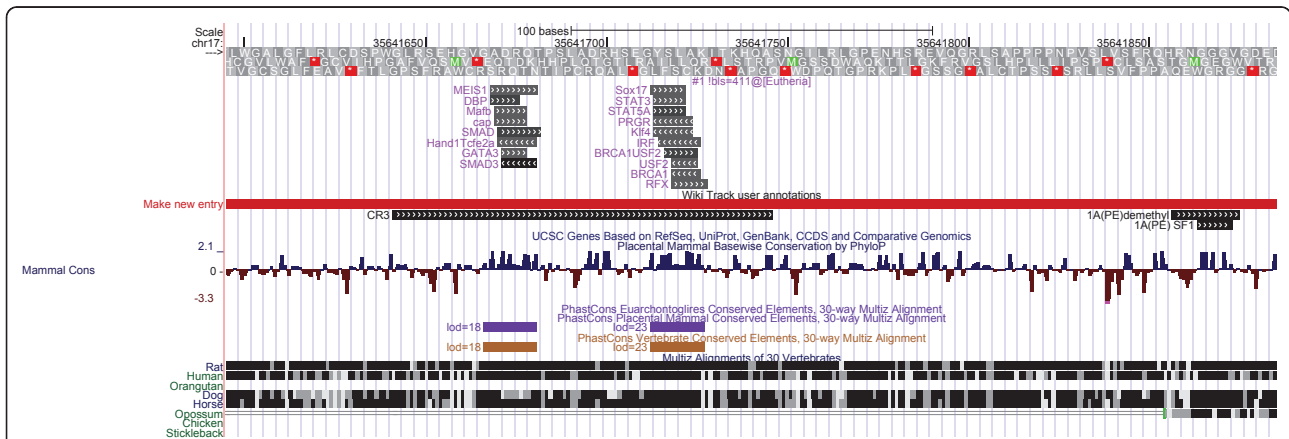 Scale
100 bases
chr17:
35641650
35641700
35641750
35641800
35641850
--->
#1 !bls=411@[Eutheria]
MEIS1
Sox17
DBP
STAT3
Mafb
STAT5A
cap
PRGR
SMAD
Klf4
Hand1Tcfe2a
IRF
GATA3
BRCA1USF2
SMAD3
USF2
BRCA1
RFX
Wiki Track user annotations
Make new entry
CR3
1A(PE)demethyl
1A(PE) SF1
UCSC Genes Based on RefSeq, UniProt, GenBank, CCDS and Comparative Genomics
Placental Mammal Basewise Conservation by PhyloP
2.1
Mammal Cons
0
-3.3
PhastCons Euarchontoglires Conserved Elements, 30-way Multiz Alignment
PhastCons Placental Mammal Conserved Elements, 30-way Multiz Alignment
lod=18
lod=23
PhastCons Vertebrate Conserved Elements, 30-way Multiz Alignment
lod=18
lod=23
Multiz Alignments of 30 Vertebrates
Rat
Human
Orangutan
Dog
Horse
Opossum
Chicken
Stickleback